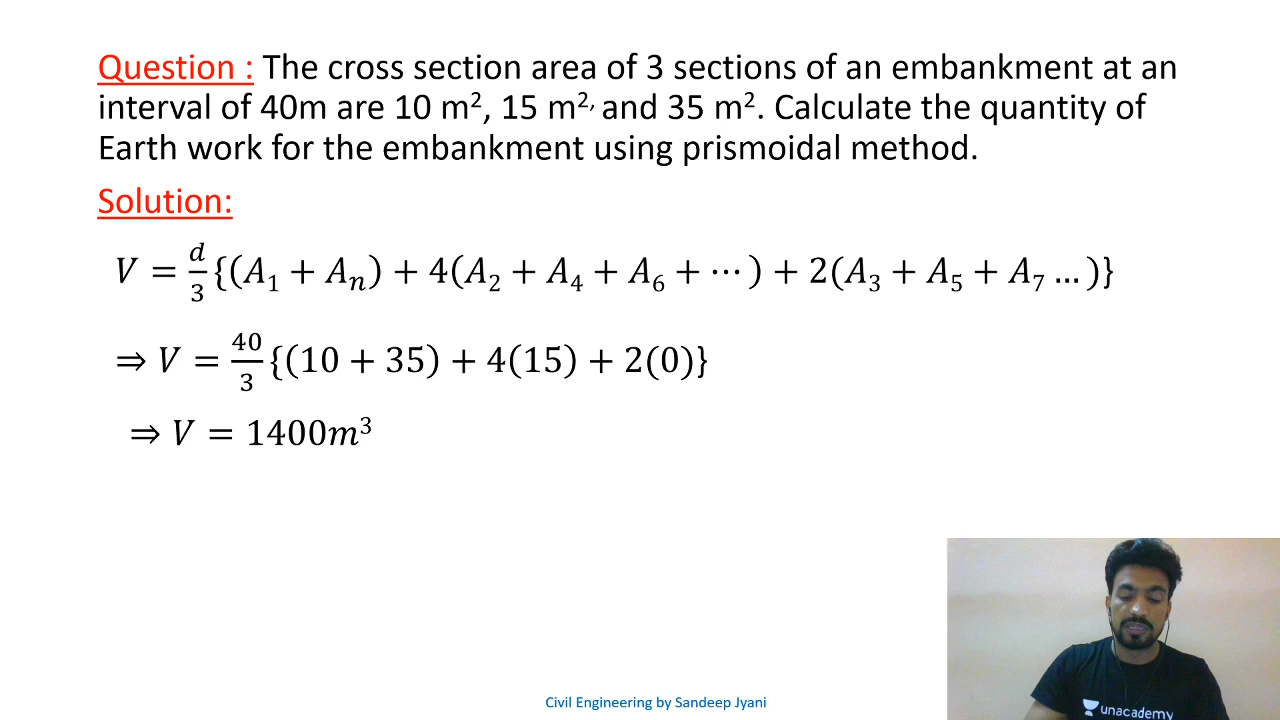 Question : The cross section area of 3 sections of an embankment at an
interval of 40m are 10 m², 15 m²,  and 35 m². Calculate the quantity of
Earth work for the embankment using prismoidal method.
Solution:
V = d/3 {(A₁ + Aₙ) + 4(A₂ + A₄ + A₆ + ⋯ ) + 2(A₃ + A₅ + A₇ … )}
⇒ V = 40/3 {(10 + 35) + 4(15) + 2(0)}
⇒ V = 1400m³
unacademy
Civil Engineering by Sandeep Jyani